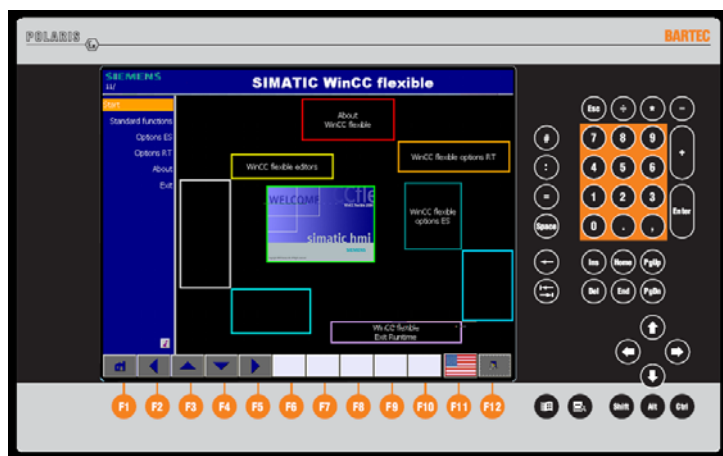 POLARIS
BARTEC
SIEMENS
11/
SIMATIC WinCC flexible
Start
Standard functions
Options ES
Options RT
About
Exit
About
WinCC flexible
WinCC flexible editors
WinCC flexible options RT
WELCOME
simatic hmi
SIEMENS
WinCC flexible
options ES
WinCC flexible
Exit Runtime
F1 F2 F3 F4 F5 F6 F7 F8 F9 F10 F11 F12
Esc ÷ * -
# 7 8 9 +
: 4 5 6
= 1 2 3 Enter
Space 0 . ,
Ins Home PgUp
Del End PgDn
Shift Alt Ctrl